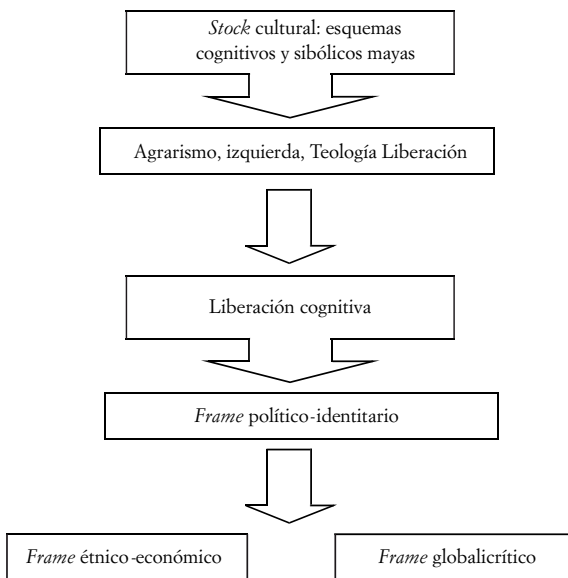 Stock cultural: esquemas
cognitivos y sibólicos mayas
Agrarismo, izquierda, Teología Liberación
Liberación cognitiva
Frame político-identitario
Frame étnico-económico
Frame globalicrítico